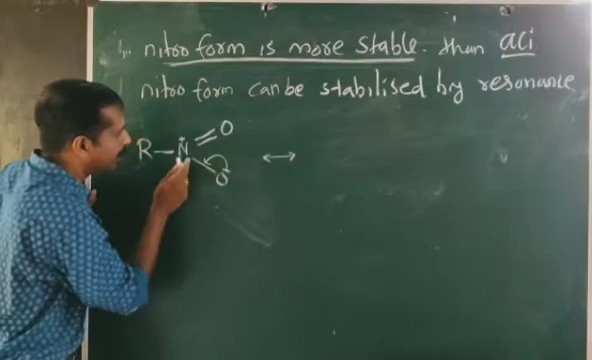 1. nitro form is more stable. than aci
nitro form can be stabilised by resonance
R—N⁺ =O
—O ⟷